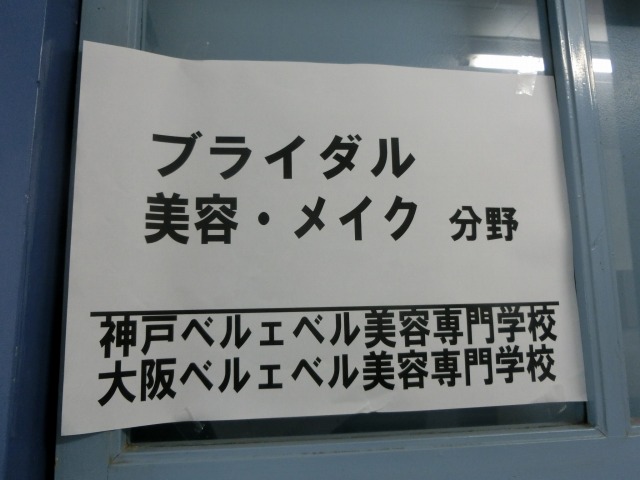 ブライダル
美容・メイク 分野
神戸ベルェベル美容専門学校
大阪ベルェベル美容専門学校